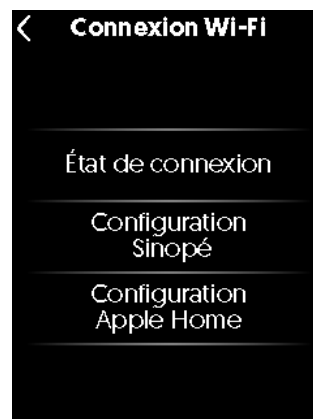 Connexion Wi-Fi
État de connexion
Configuration
Sinopé
Configuration
Apple Home